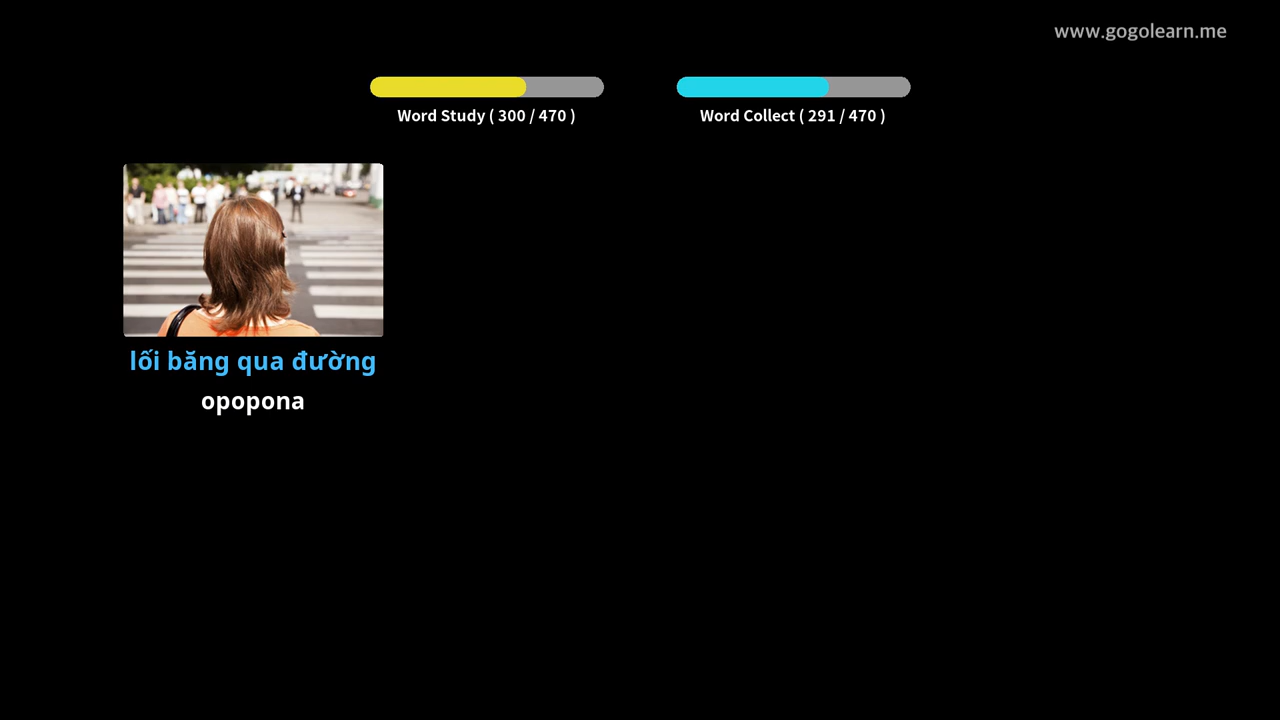 www.gogolearn.me
Word Study ( 300 / 470 )
Word Collect ( 291 / 470 )
lối băng qua đường
opopona